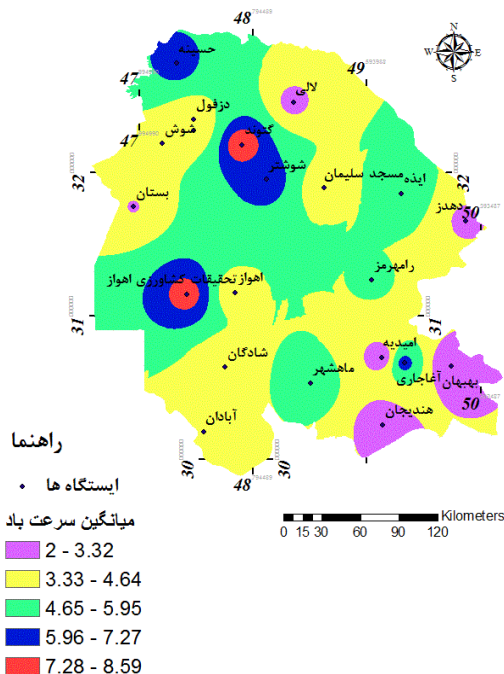 48
N
W E
S
حسینه
47
49
لالی
دزفول
شوش
گتوند
47
شوشتر
32
مسجد سلیمان
ایذه
32
بستان
دهدز
50
رامهرمز
تحقیقات کشاورزی اهواز
اهواز
31
31
امیدیه
شادگان
ماهشهر
آغاجاری
بهبهان
50
آبادان
هندیجان
30
30
48
راهنما
ایستگاه ها
میانگین سرعت باد
Kilometers
0 15 30 60 90 120
2 - 3.32
3.33 - 4.64
4.65 - 5.95
5.96 - 7.27
7.28 - 8.59